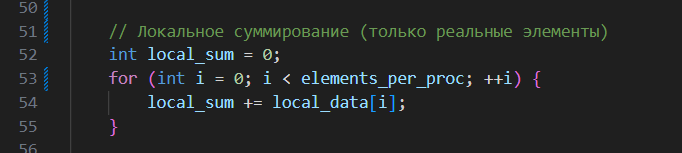 50
51 // Локальное суммирование (только реальные элементы)
52 int local_sum = 0;
53 for (int i = 0; i < elements_per_proc; ++i) {
54 local_sum += local_data[i];
55 }
56